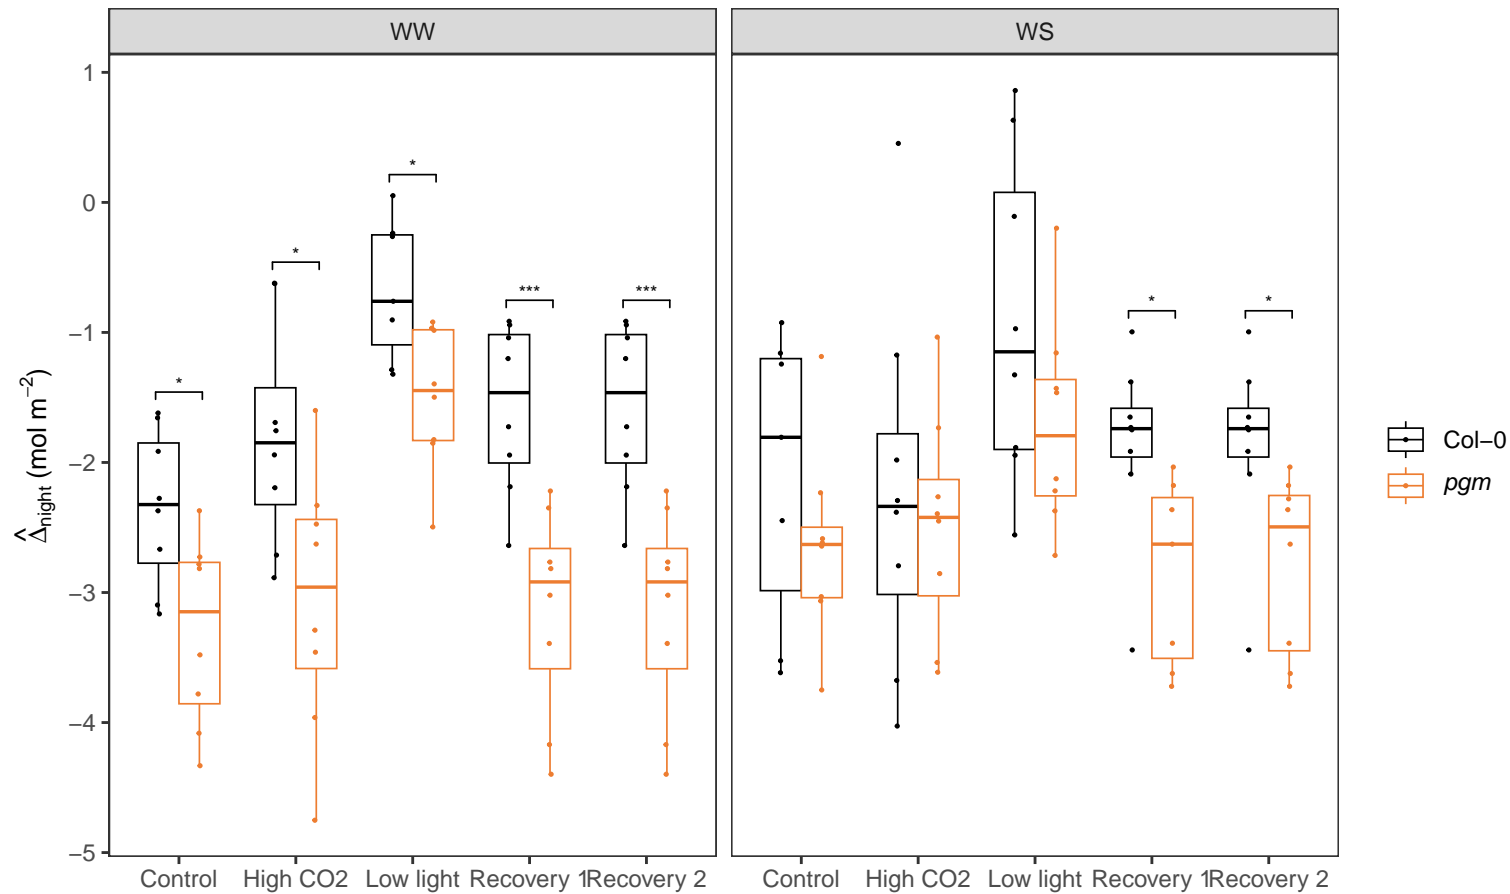 WW WS
1
0
−1
−2
−3
−4
−5
Δ̂night (mol m−2)
* * * *** ***
* *
Control High CO2 Low light Recovery 1 Recovery 2
Control High CO2 Low light Recovery 1 Recovery 2
Col−0
pgm